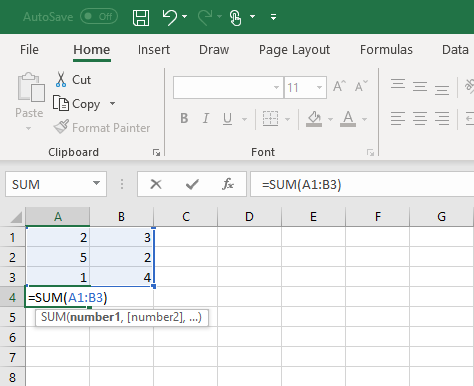 AutoSave Off
File Home Insert Draw Page Layout Formulas Data
Cut
Copy
Paste
Format Painter
Clipboard
11 A A
B I U A
Font
SUM fx =SUM(A1:B3)
A B C D E F G
1 2 3
2 5 2
3 1 4
4 =SUM(A1:B3)
5 SUM(number1, [number2], ...)
6
7
8